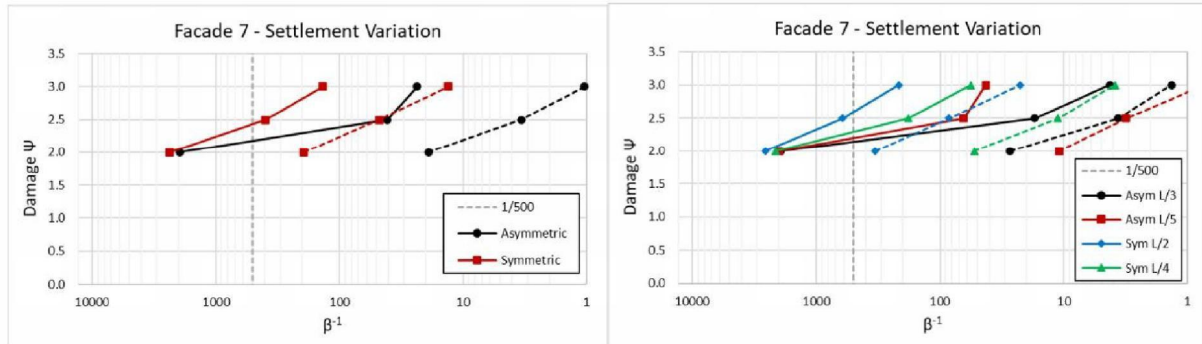 Facade 7 - Settlement Variation
Damage Ψ
3.5
3.0
2.5
2.0
1.5
1.0
0.5
0.0
10000
1000
100
10
1
β⁻¹
1/500
Asymmetric
Symmetric
Facade 7 - Settlement Variation
Damage Ψ
3.5
3.0
2.5
2.0
1.5
1.0
0.5
0.0
10000
1000
100
10
1
β⁻¹
1/500
Asym L/3
Asym L/5
Sym L/2
Sym L/4